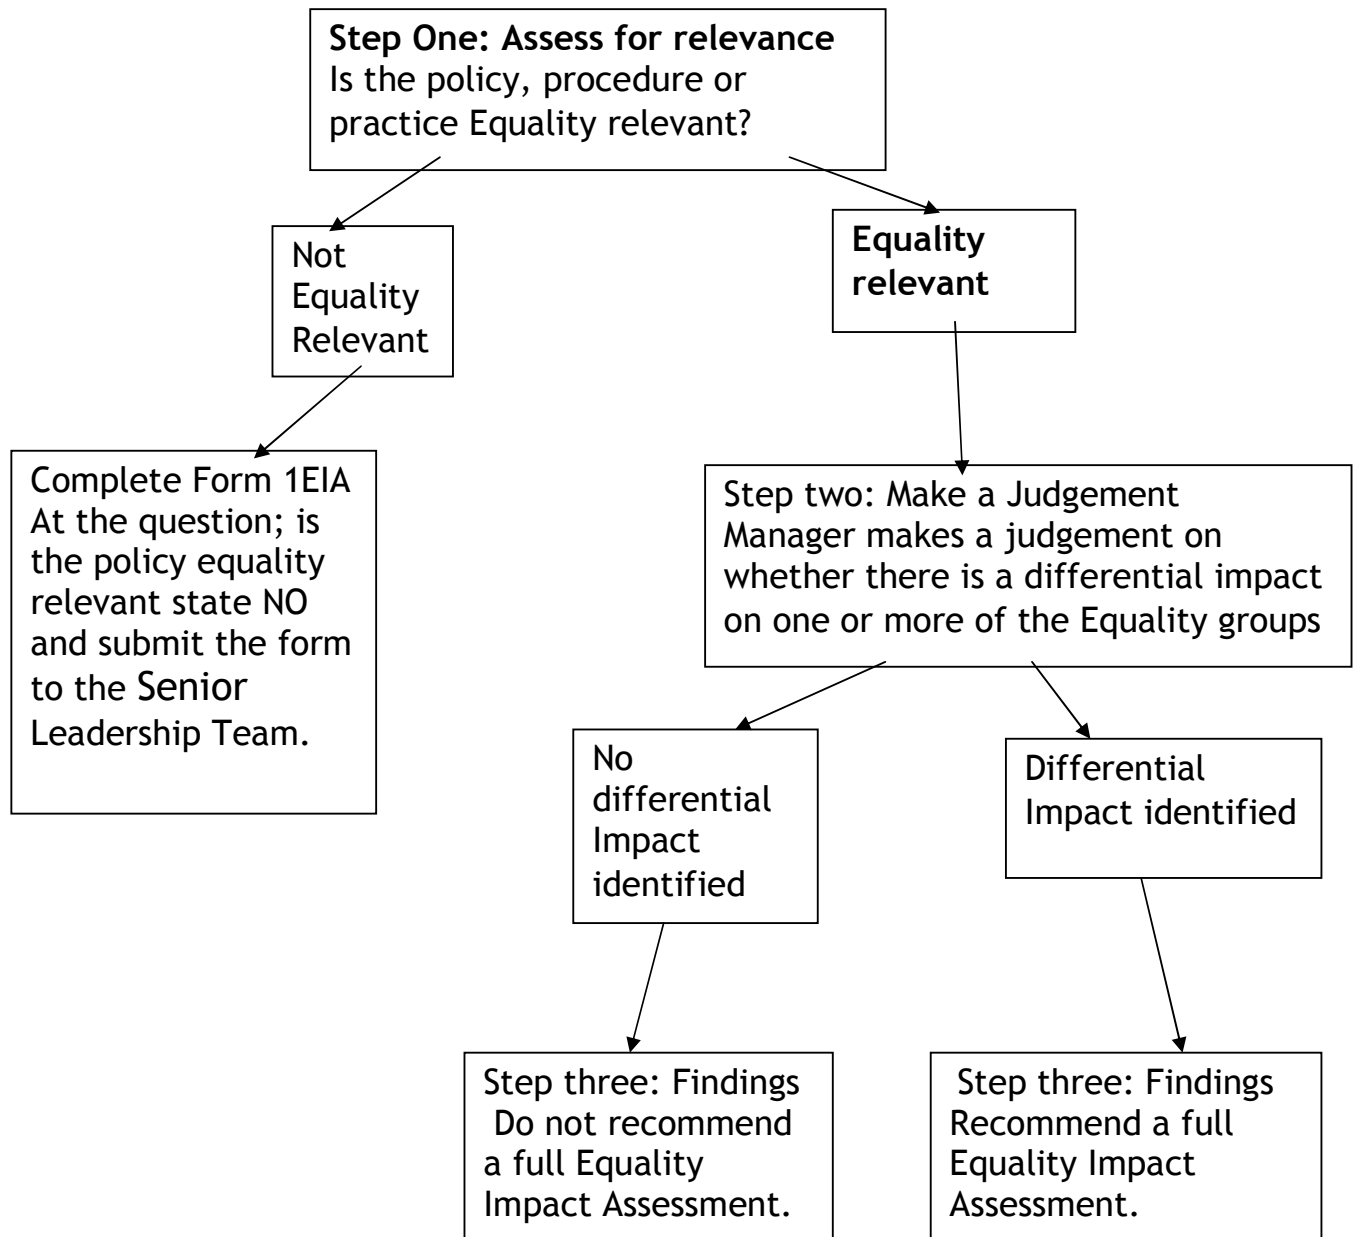 Step One: Assess for relevance
Is the policy, procedure or
practice Equality relevant?
Not
Equality
Relevant
Equality
relevant
Complete Form 1EIA
At the question; is
the policy equality
relevant state NO
and submit the form
to the Senior
Leadership Team.
Step two: Make a Judgement
Manager makes a judgement on
whether there is a differential impact
on one or more of the Equality groups
No
differential
Impact
identified
Differential
Impact identified
Step three: Findings
Do not recommend
a full Equality
Impact Assessment.
Step three: Findings
Recommend a full
Equality Impact
Assessment.